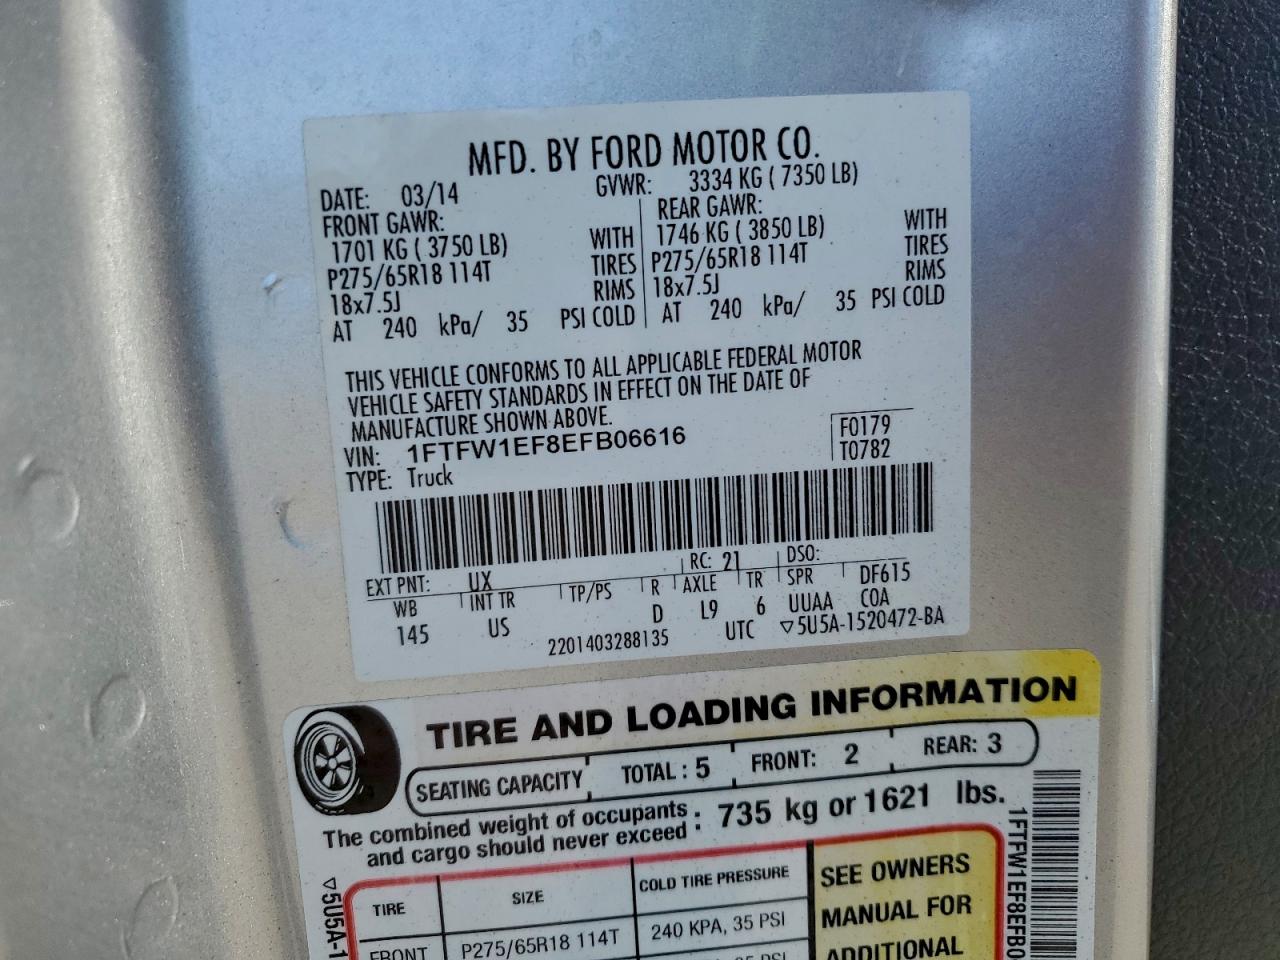 MFD. BY FORD MOTOR CO.
DATE: 03/14 GVWR: 3334 KG ( 7350 LB)
FRONT GAWR: REAR GAWR:
1701 KG ( 3750 LB) WITH 1746 KG ( 3850 LB) WITH
P275/65R18 114T TIRES P275/65R18 114T TIRES
18x7.5J RIMS 18x7.5J RIMS
AT 240 kPa/ 35 PSI COLD AT 240 kPa/ 35 PSI COLD
THIS VEHICLE CONFORMS TO ALL APPLICABLE FEDERAL MOTOR
VEHICLE SAFETY STANDARDS IN EFFECT ON THE DATE OF
MANUFACTURE SHOWN ABOVE.
VIN: 1FTFW1EF8EFB06616 F0179
TYPE: Truck T0782
EXT PNT: UX RC: 21 DSO:
WB INT TR TP/PS R AXLE TR SPR DF615
145 US D L9 6 UUAA COA
2201403288135 UTC ▽5U5A-1520472-BA
TIRE AND LOADING INFORMATION
SEATING CAPACITY TOTAL : 5 FRONT: 2 REAR: 3
The combined weight of occupants
and cargo should never exceed : 735 kg or 1621 lbs.
TIRE SIZE COLD TIRE PRESSURE SEE OWNERS
FRONT P275/65R18 114T 240 KPA, 35 PSI MANUAL FOR
ADDITIONAL
▽5U5A-1
1FTFW1EF8EFB0